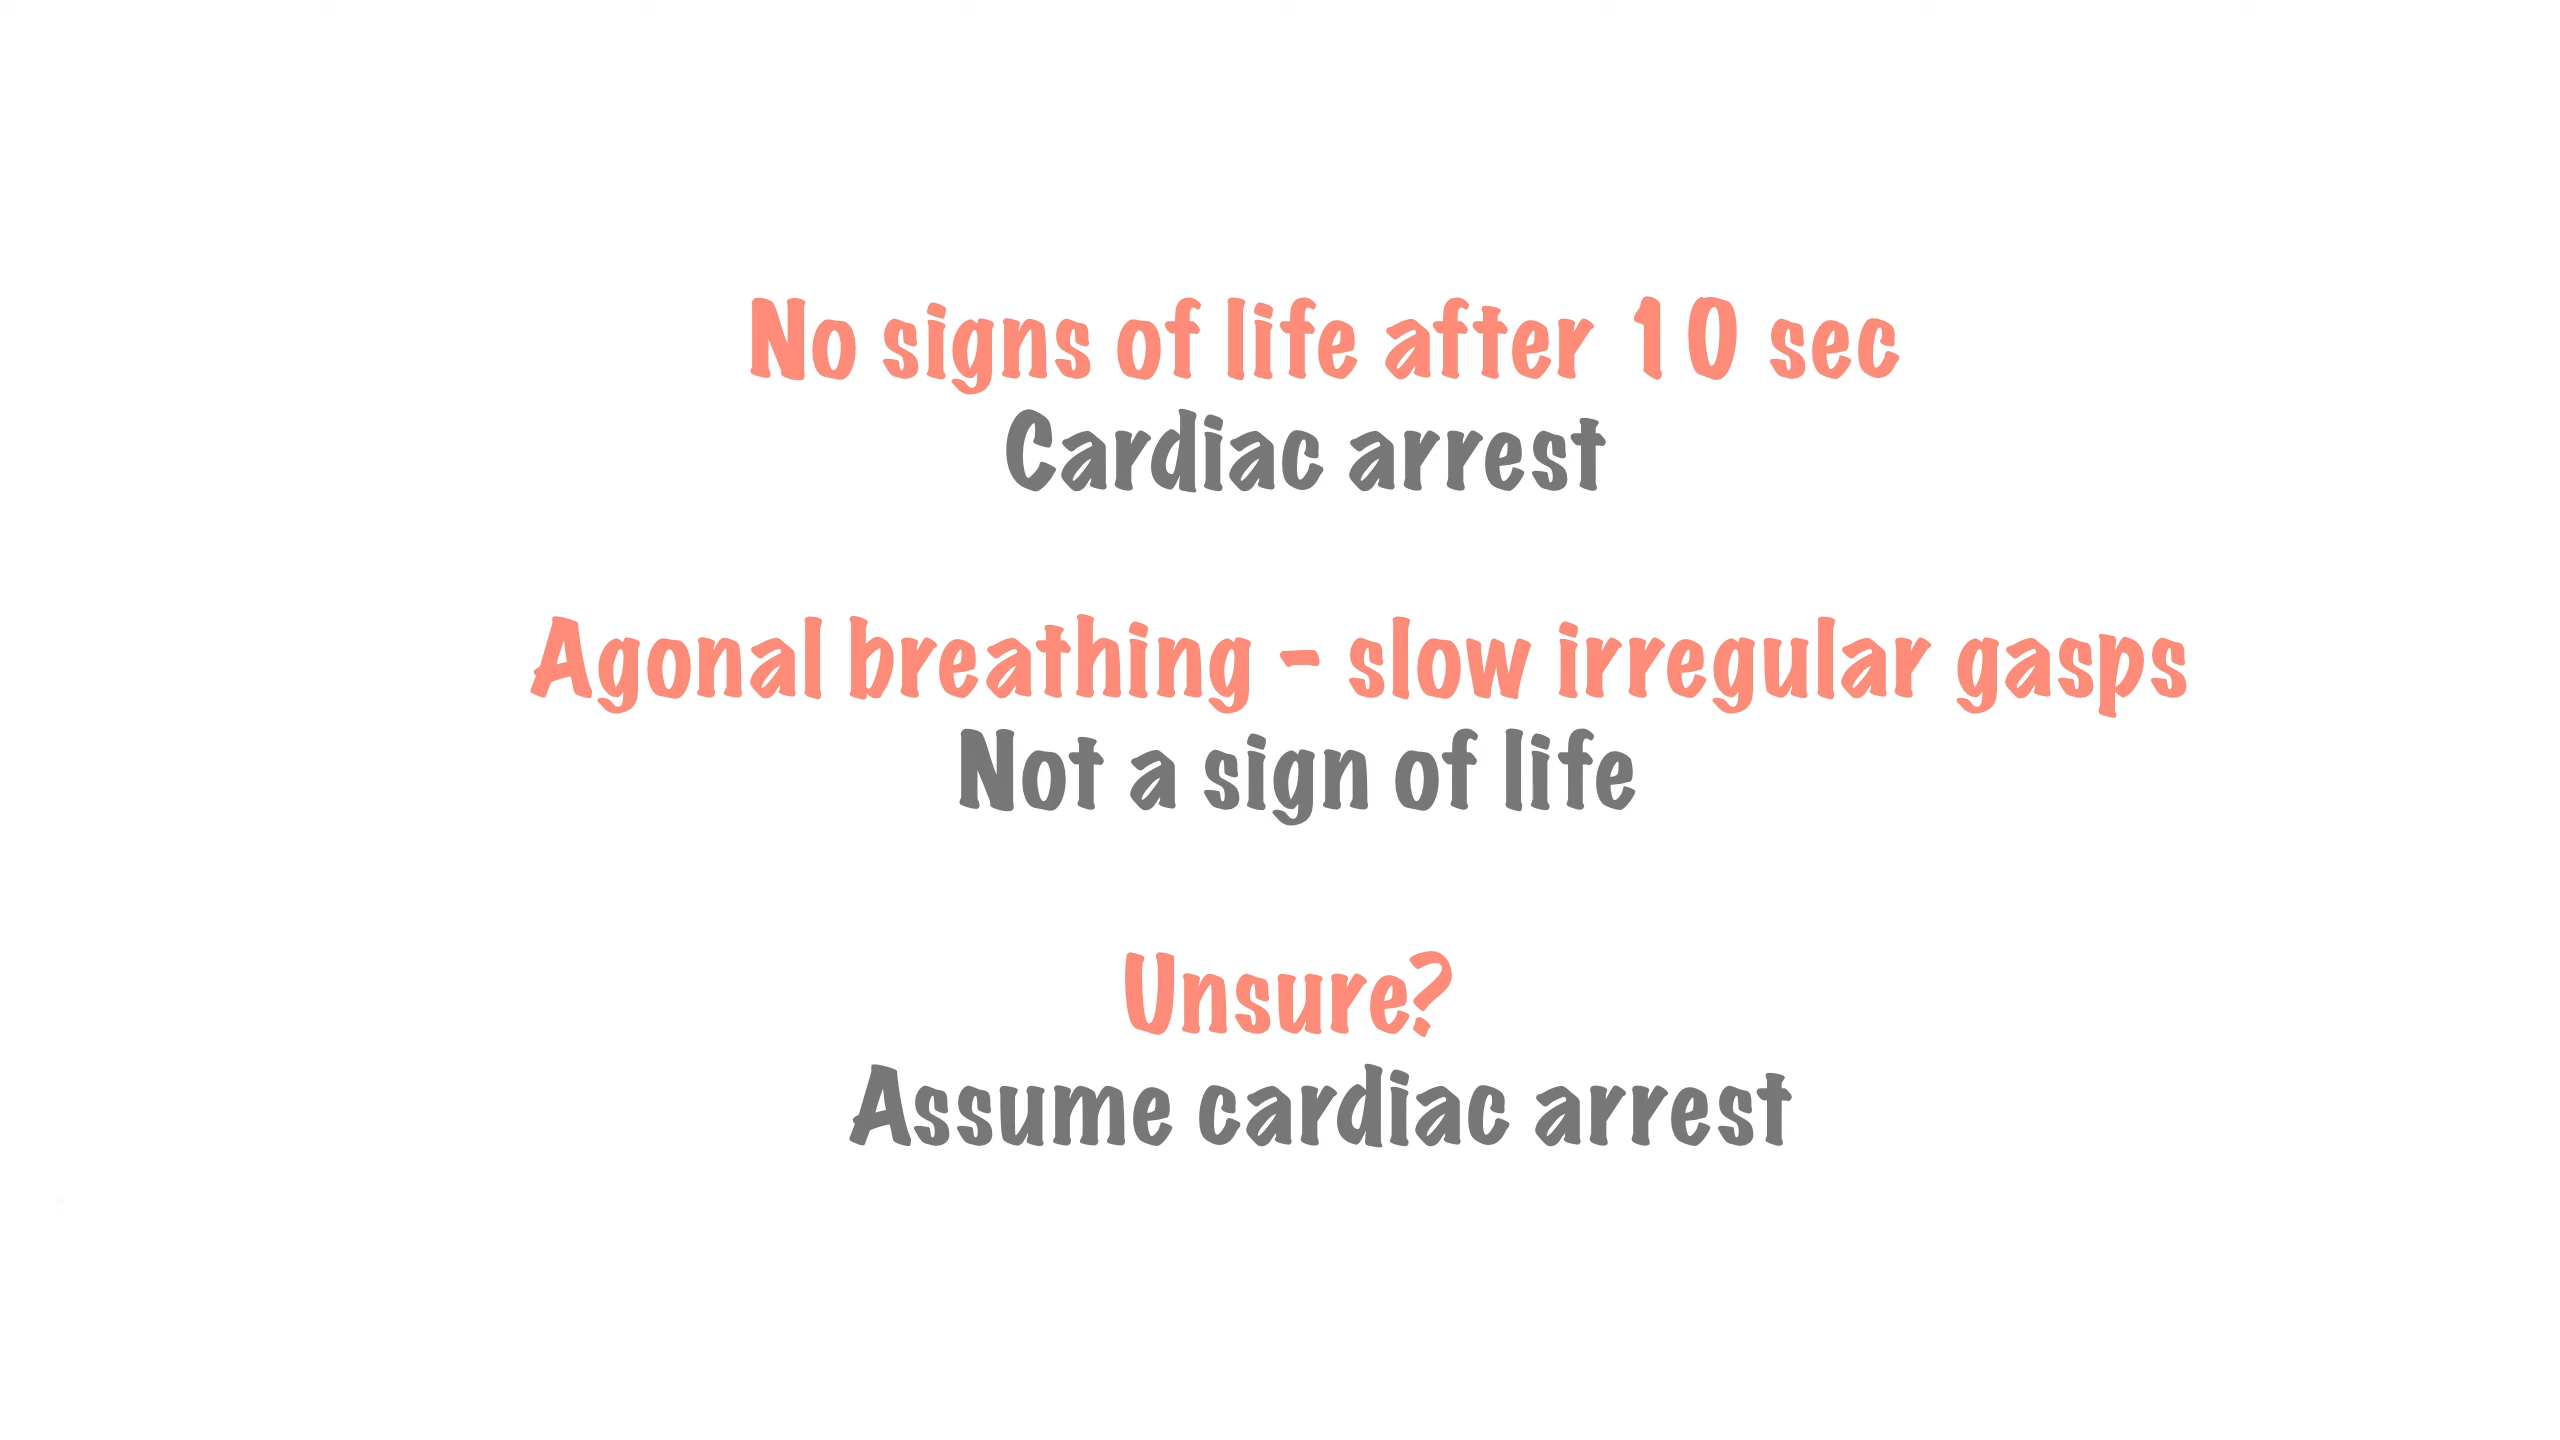 No signs of life after 10 sec
Cardiac arrest
Agonal breathing - slow irregular gasps
Not a sign of life
Unsure?
Assume cardiac arrest